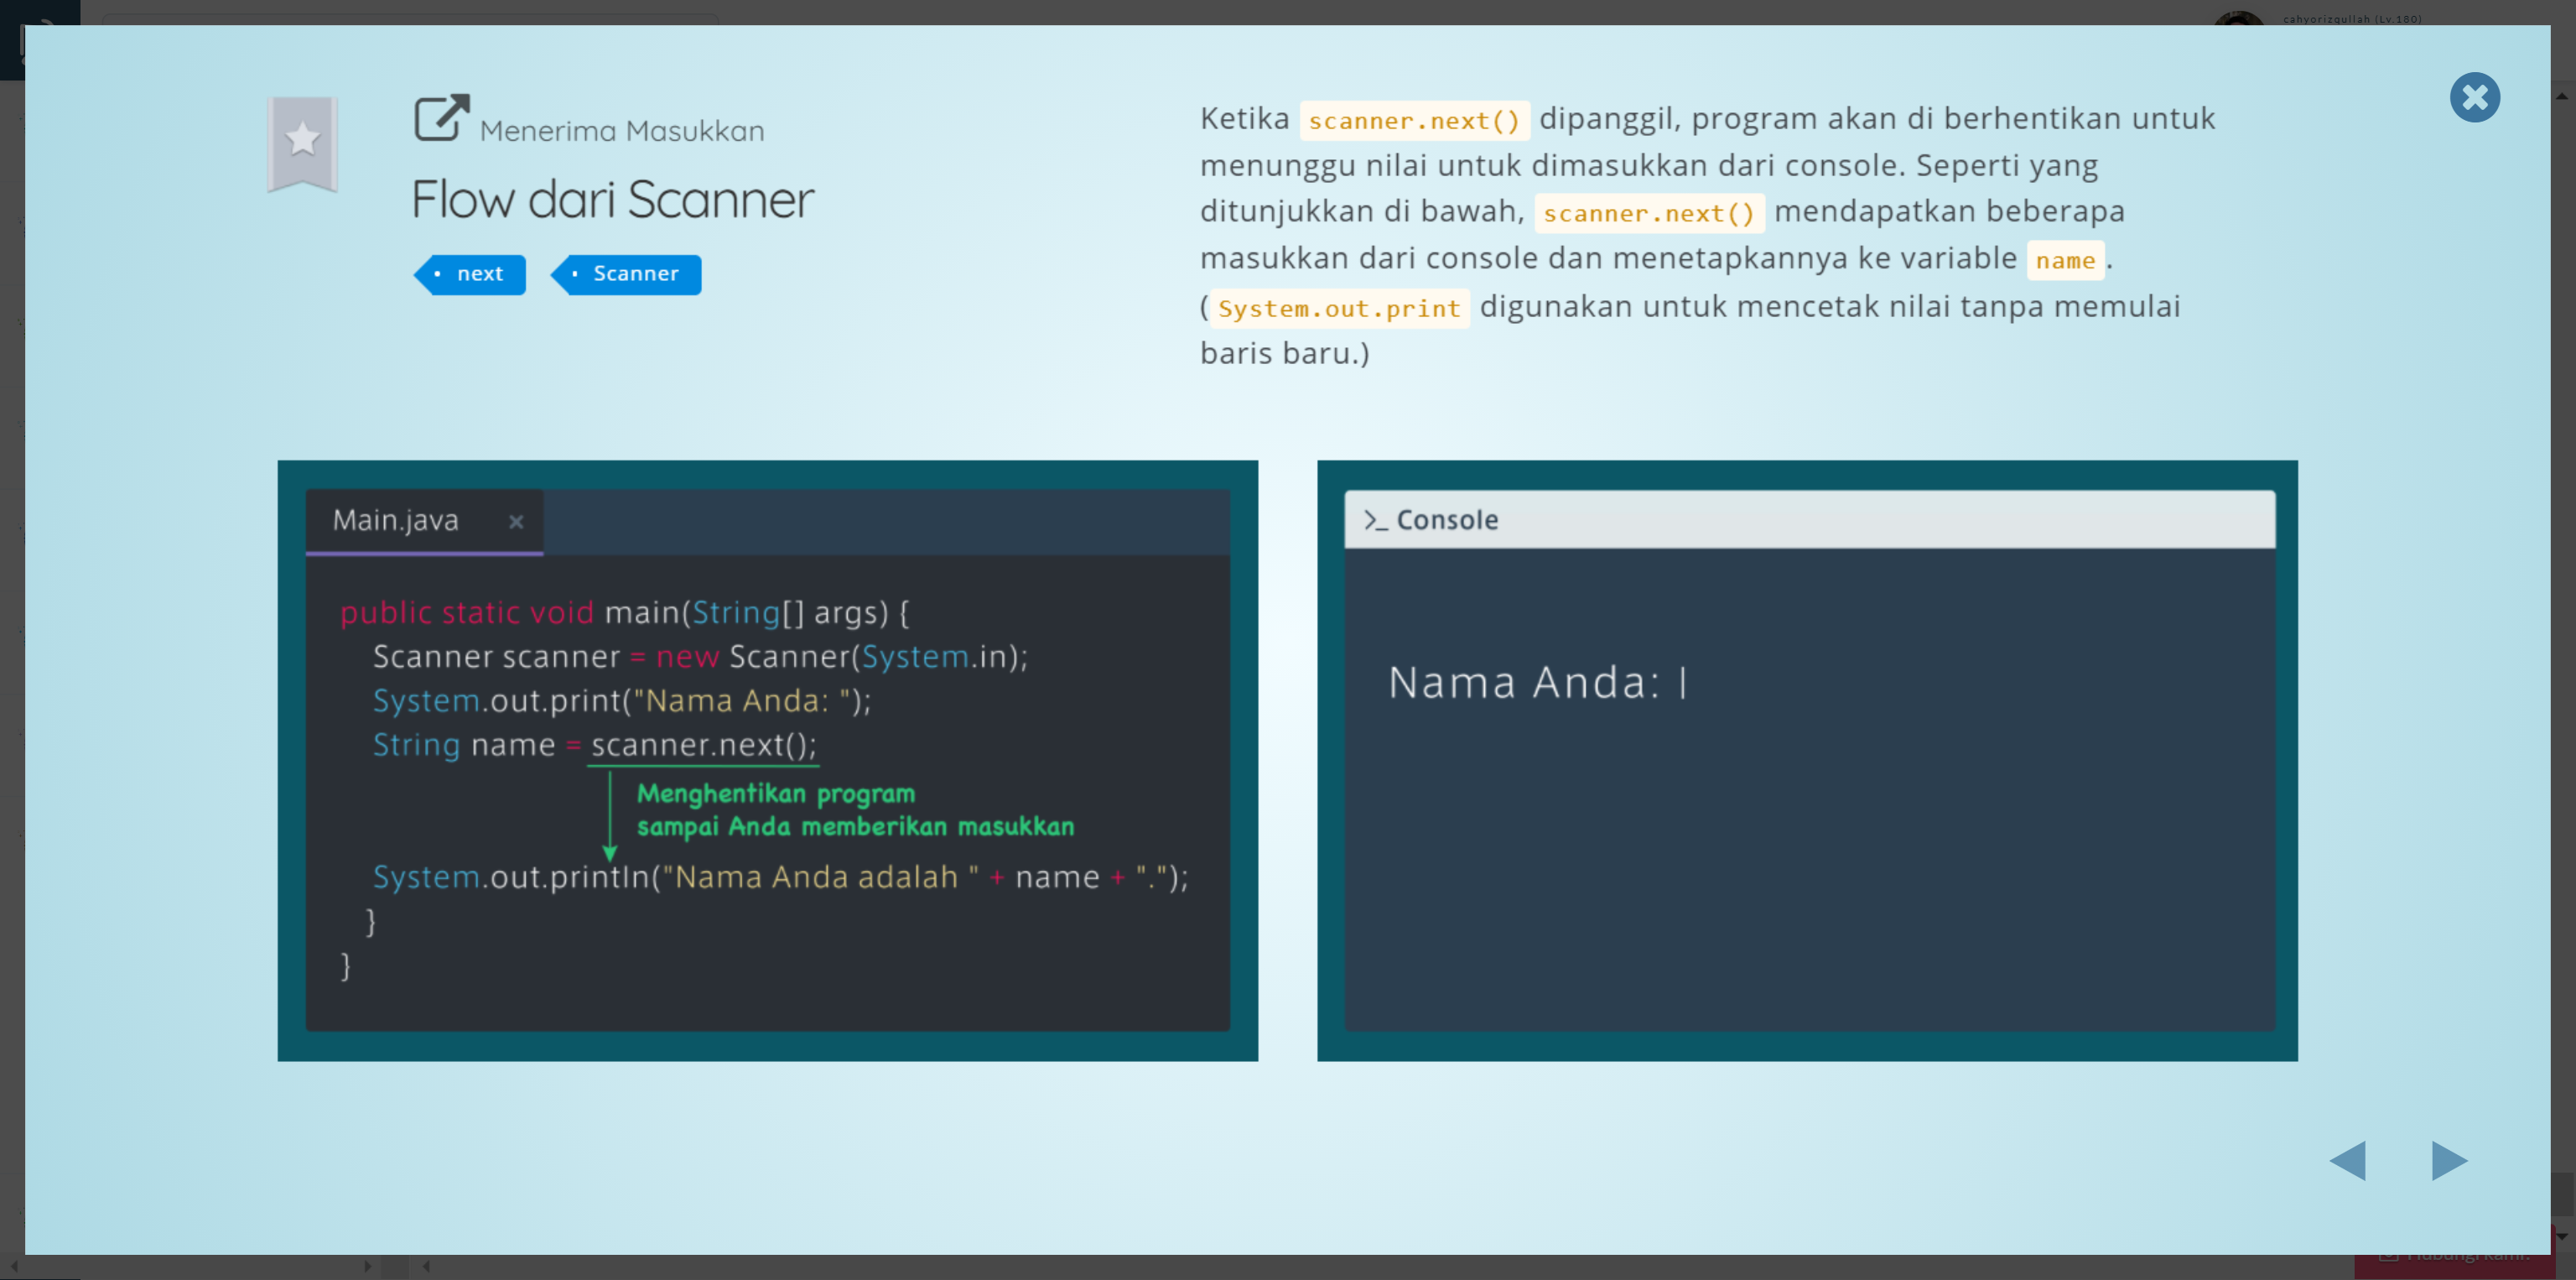 cahyorizqullah (Lv.180)
Menerima Masukkan
Flow dari Scanner
• next • Scanner
Ketika scanner.next() dipanggil, program akan di berhentikan untuk
menunggu nilai untuk dimasukkan dari console. Seperti yang
ditunjukkan di bawah, scanner.next() mendapatkan beberapa
masukkan dari console dan menetapkannya ke variable name.
(System.out.print digunakan untuk mencetak nilai tanpa memulai
baris baru.)
Main.java ×
public static void main(String[] args) {
Scanner scanner = new Scanner(System.in);
System.out.print("Nama Anda: ");
String name = scanner.next();
Menghentikan program
sampai Anda memberikan masukkan
System.out.println("Nama Anda adalah " + name + ".");
}
}
>_ Console
Nama Anda: |
Hubungi kami!